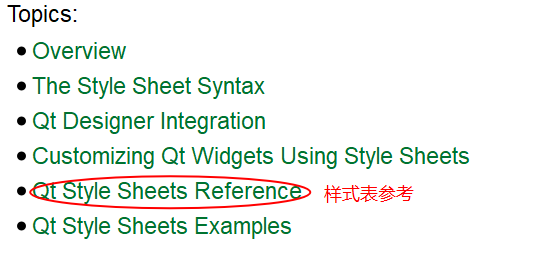 Topics:
Overview
The Style Sheet Syntax
Qt Designer Integration
Customizing Qt Widgets Using Style Sheets
Qt Style Sheets Reference 样式表参考
Qt Style Sheets Examples